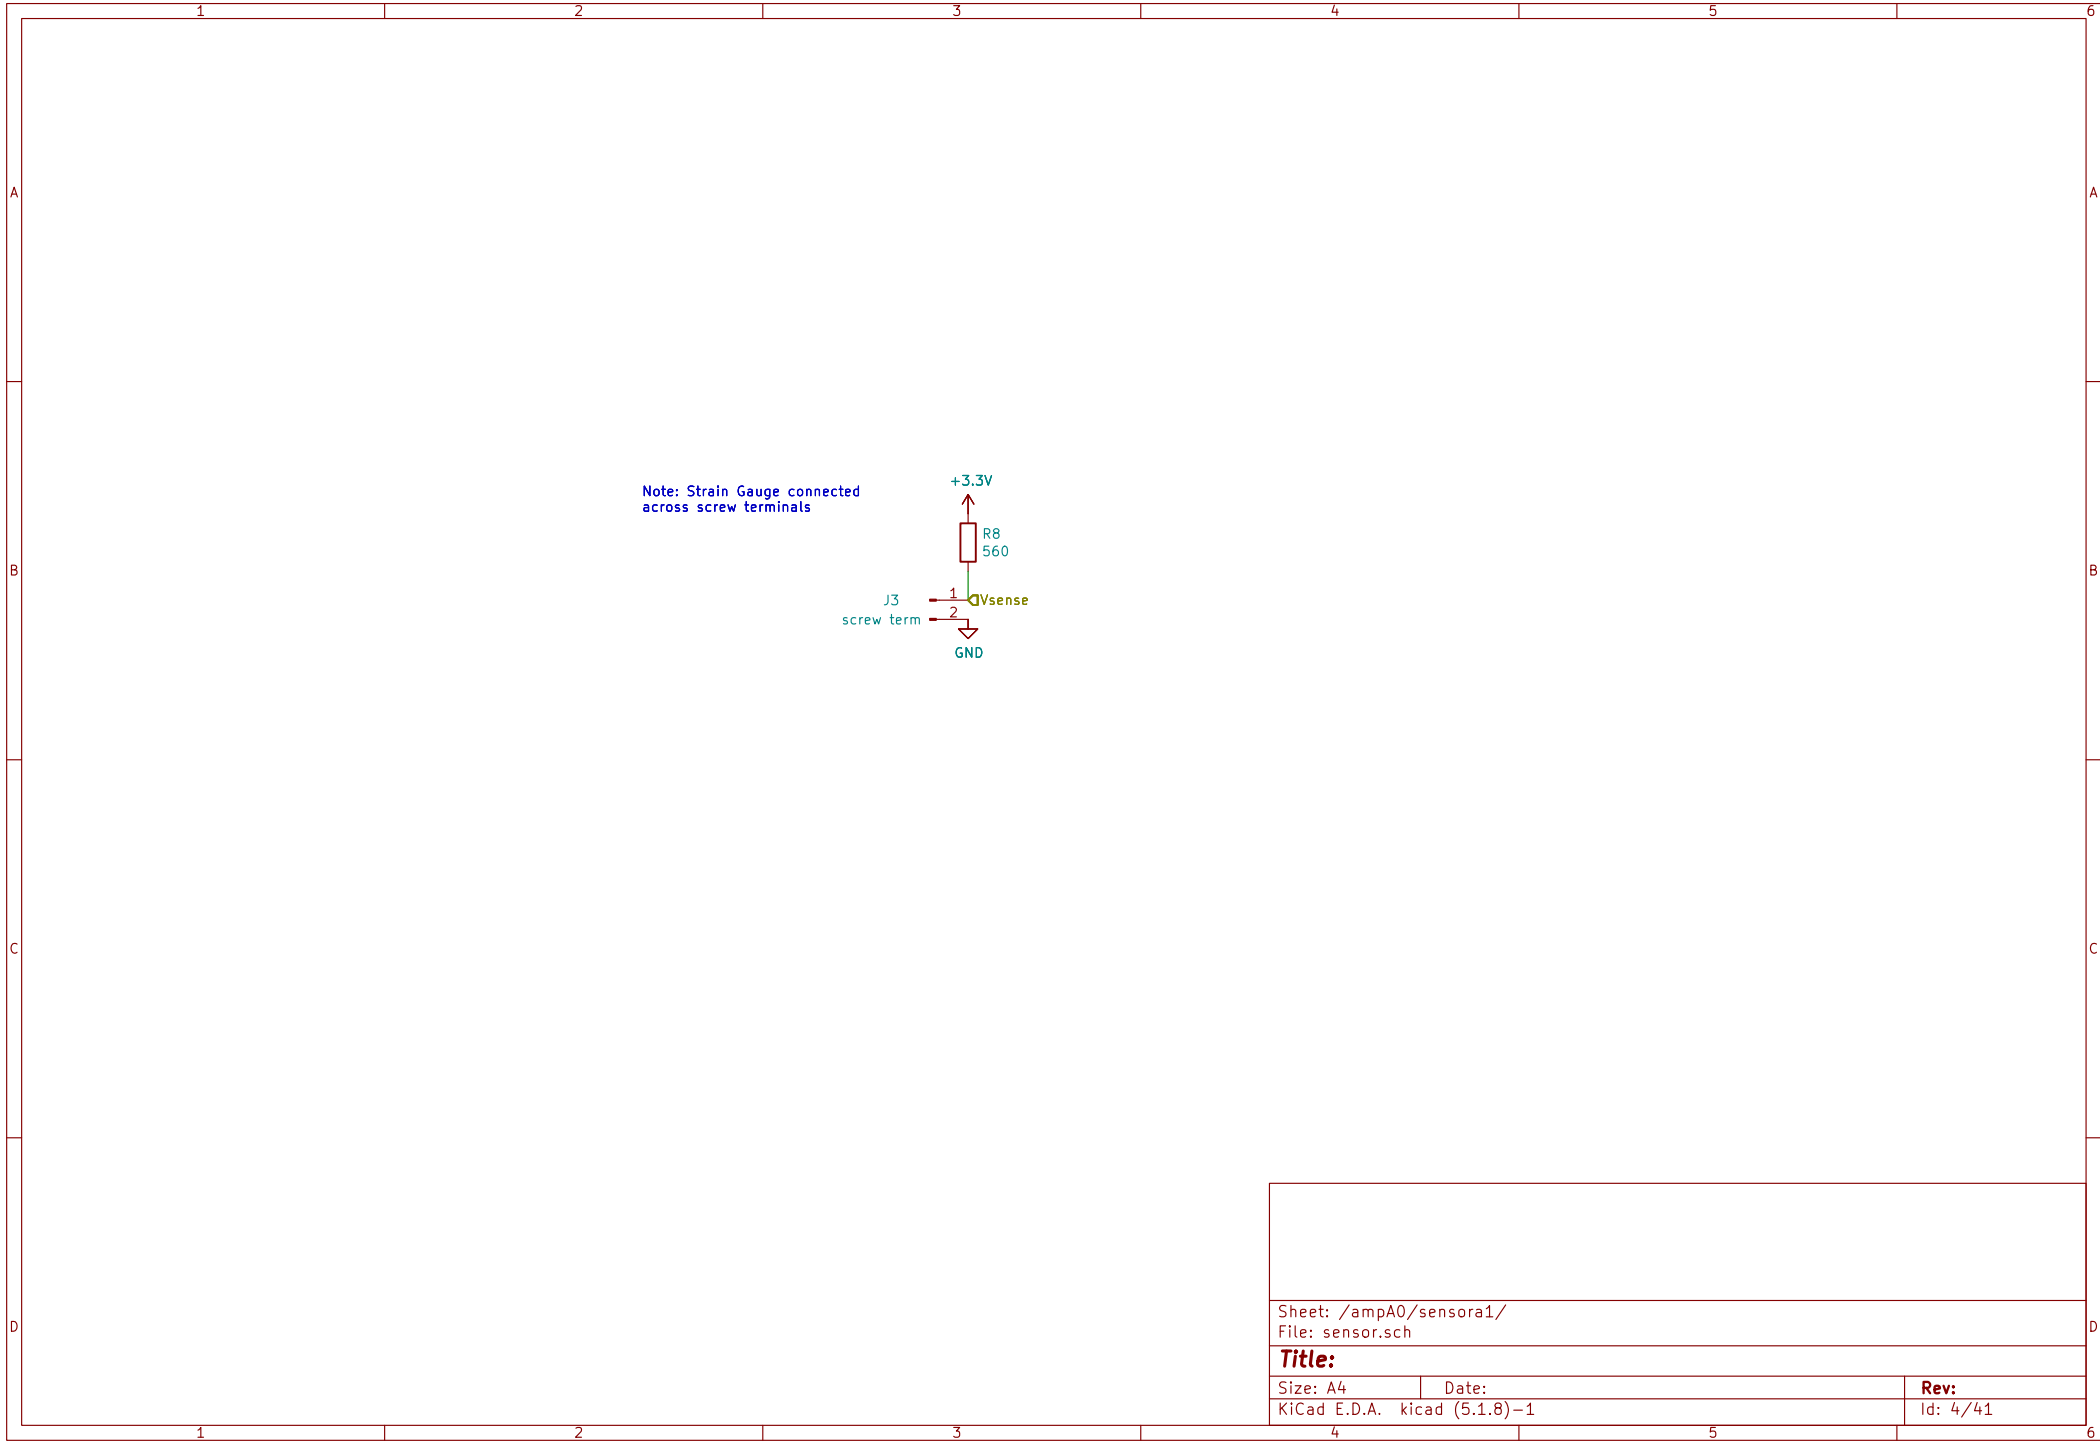 1 2 3 4 5 6
A A
+3.3V
Note: Strain Gauge connected
across screw terminals
R8
560
B B
J3 1 Vsense
2
screw term
GND
C C
Sheet: /ampA0/sensora1/
File: sensor.sch
D D
Title:
Size: A4 Date: Rev:
KiCad E.D.A. kicad (5.1.8)-1 Id: 4/41
1 2 3 4 5 6